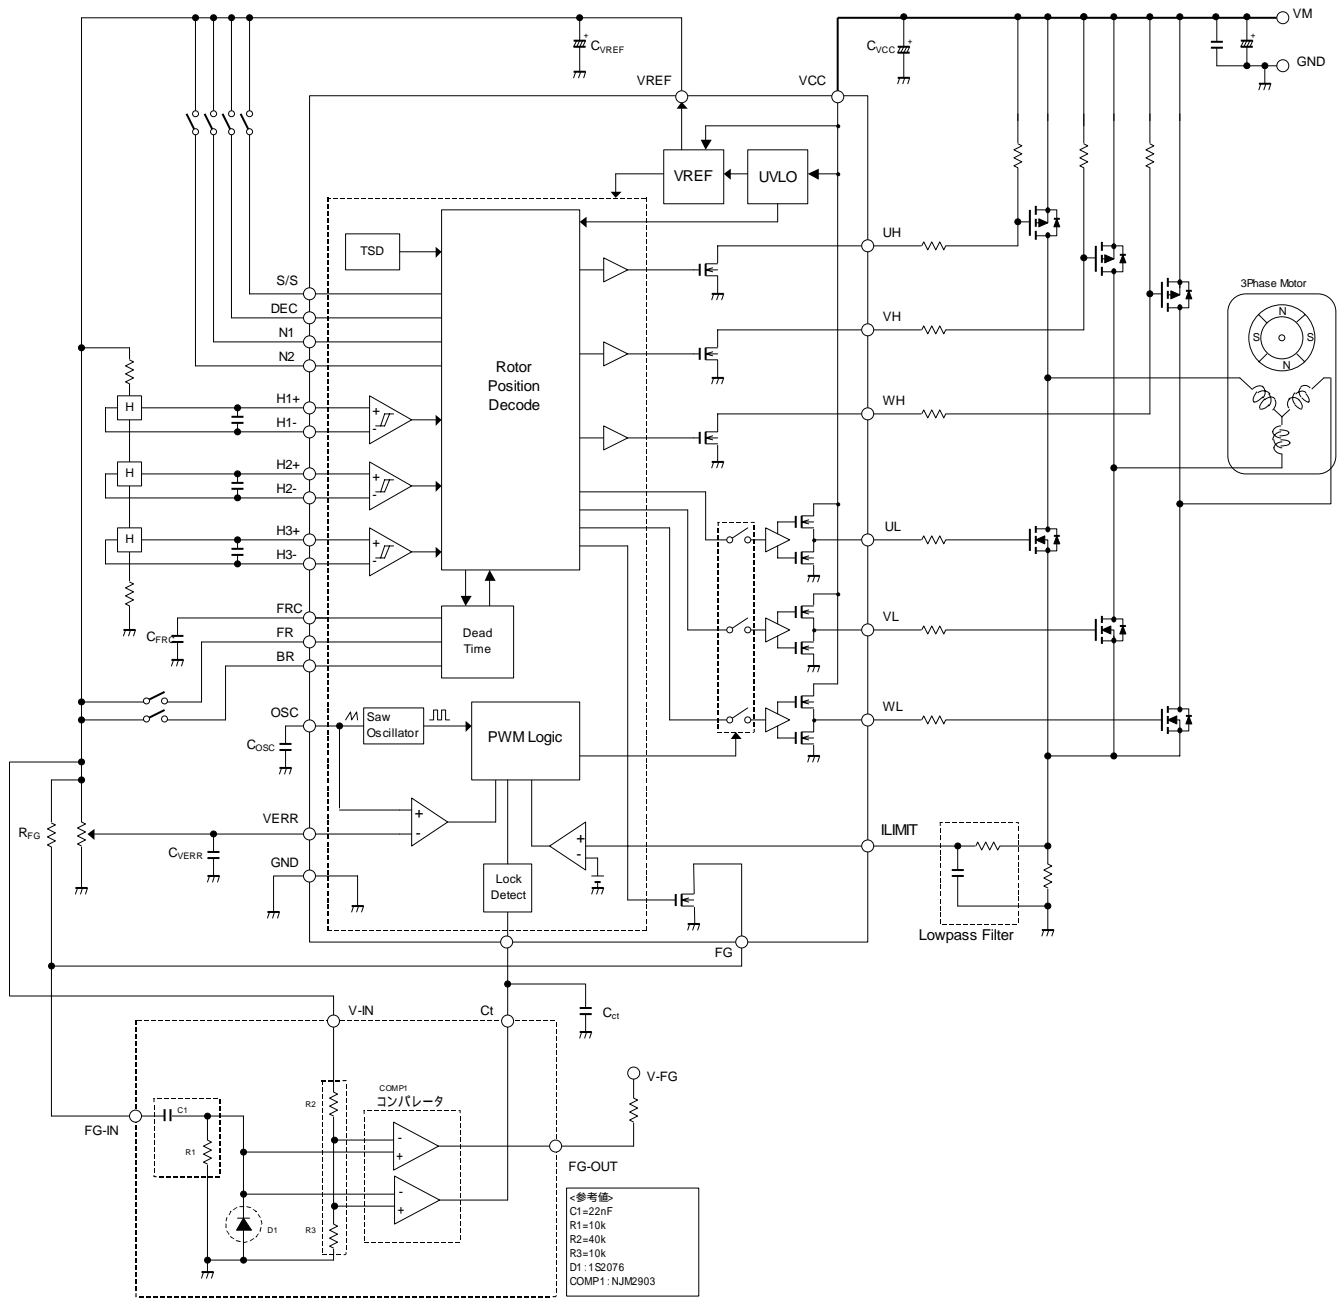 VM
CVREF
CVCC
GND
VREF
VCC
VREF
UVLO
UH
TSD
S/S
DEC
N1
N2
VH
3Phase Motor
N
S
S
N
Rotor
Position
Decode
H
H1+
H1-
WH
H
H2+
H2-
H
H3+
H3-
UL
FRC
CFRC
FR
BR
Dead
Time
VL
OSC
COSC
Saw
Oscillator
PWM Logic
WL
RFG
VERR
CVERR
+
-
+
-
ILIMIT
GND
Lock
Detect
FG
Lowpass Filter
V-IN
Ct
Cct
V-FG
COMP1
コンパレータ
R2
C1
FG-IN
R1
-
+
FG-OUT
-
+
D1
R3
<参考値>
C1=22nF
R1=10k
R2=40k
R3=10k
D1:1S2076
COMP1:NJM2903